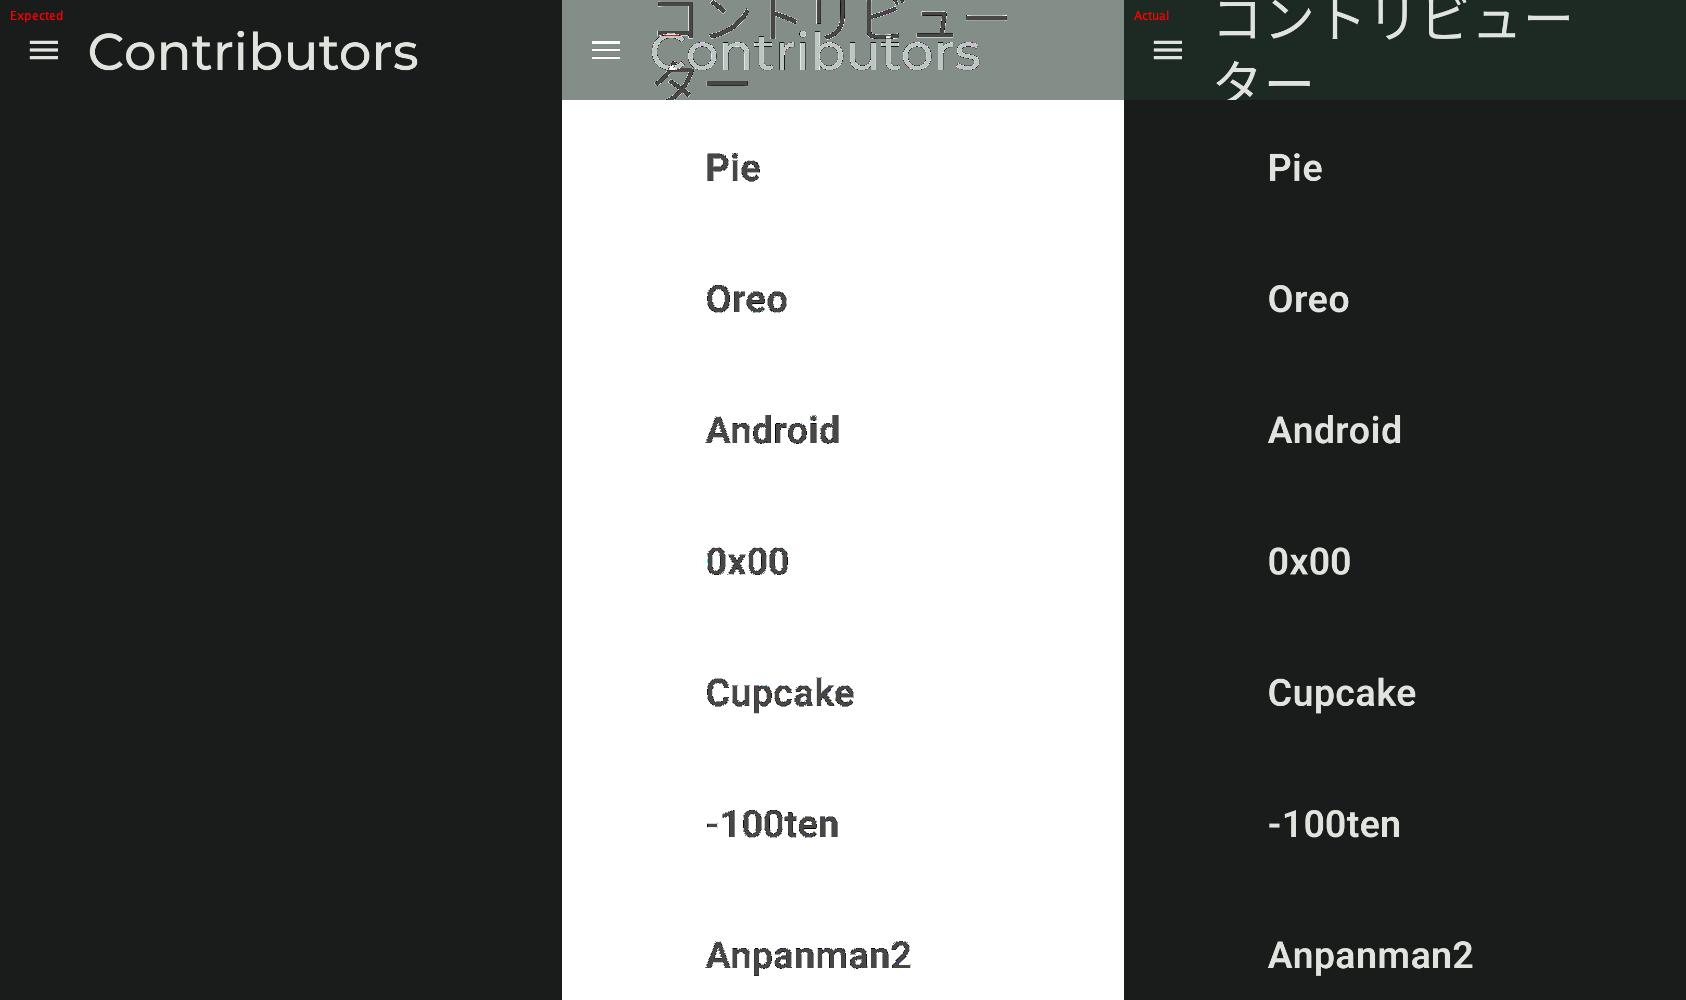 Expected
Contributors
コントリビュー
ター
Contributors
Pie
Oreo
Android
0x00
Cupcake
-100ten
Anpanman2
Actual
コントリビュー
ター
Pie
Oreo
Android
0x00
Cupcake
-100ten
Anpanman2